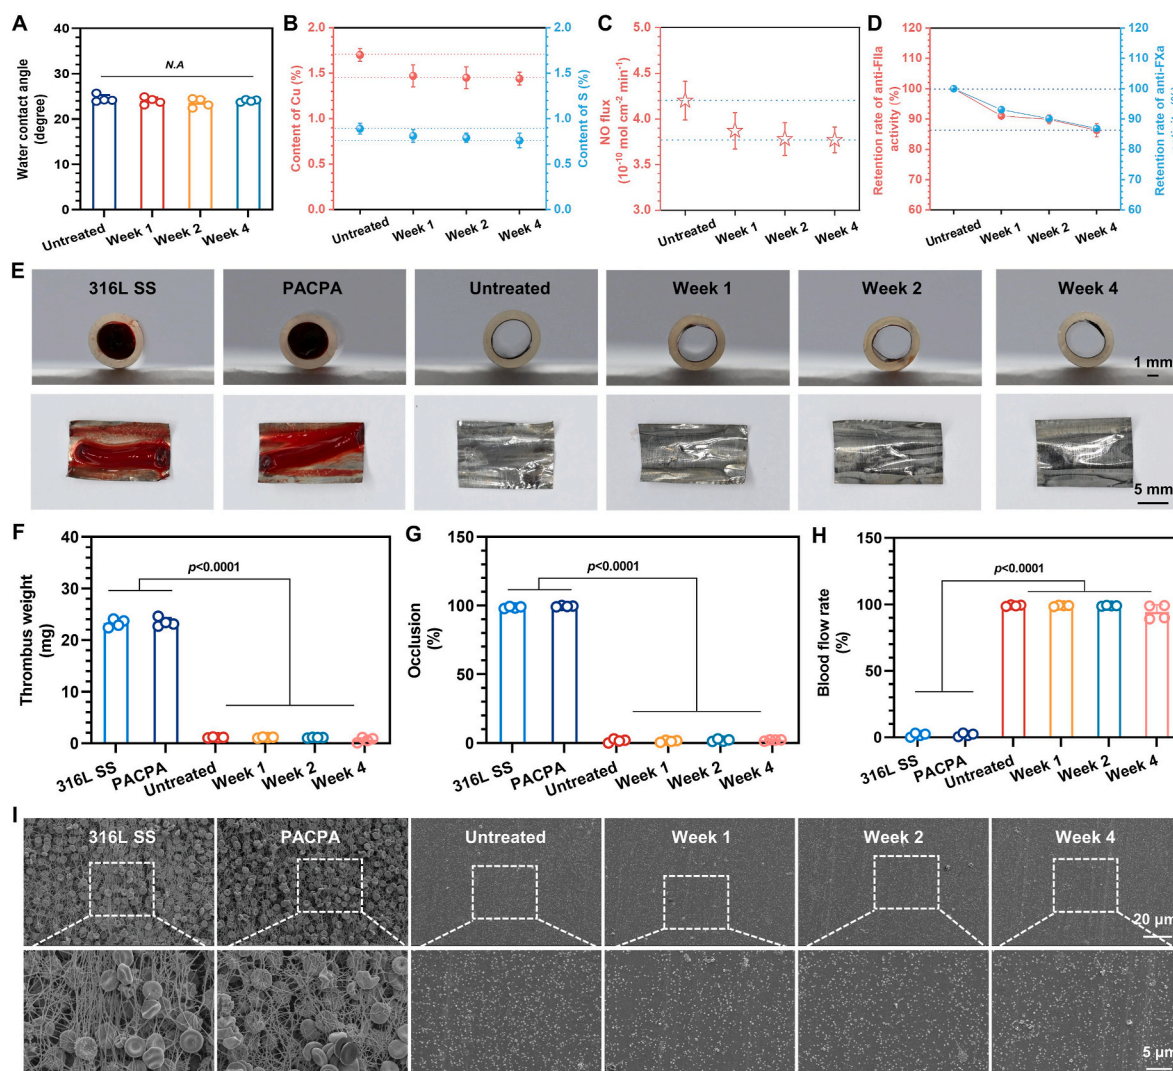 A
Water contact angle
(degree)
40
30
20
10
0
N.A
Untreated
Week 1
Week 2
Week 4
B
Content of Cu (%)
2.0
1.5
1.0
0.5
0.0
2.0
1.5
1.0
0.5
0.0
Content of S (%)
Untreated
Week 1
Week 2
Week 4
C
NO flux
(10⁻¹⁰ mol cm⁻² min⁻¹)
5.0
4.5
4.0
3.5
3.0
Untreated
Week 1
Week 2
Week 4
D
Retention rate of anti-FIIa
activity (%)
120
110
100
90
80
70
60
120
110
100
90
80
70
60
Retention rate of anti-FXa
Untreated
Week 1
Week 2
Week 4
E
316L SS
PACPA
Untreated
Week 1
Week 2
Week 4
1 mm
5 mm
F
Thrombus weight
(mg)
40
30
20
10
0
p<0.0001
316L SS
PACPA
Untreated
Week 1
Week 2
Week 4
G
Occlusion
(%)
150
100
50
0
p<0.0001
316L SS
PACPA
Untreated
Week 1
Week 2
Week 4
H
Blood flow rate
(%)
150
100
50
0
p<0.0001
316L SS
PACPA
Untreated
Week 1
Week 2
Week 4
I
316L SS
PACPA
Untreated
Week 1
Week 2
Week 4
20 µm
5 µm